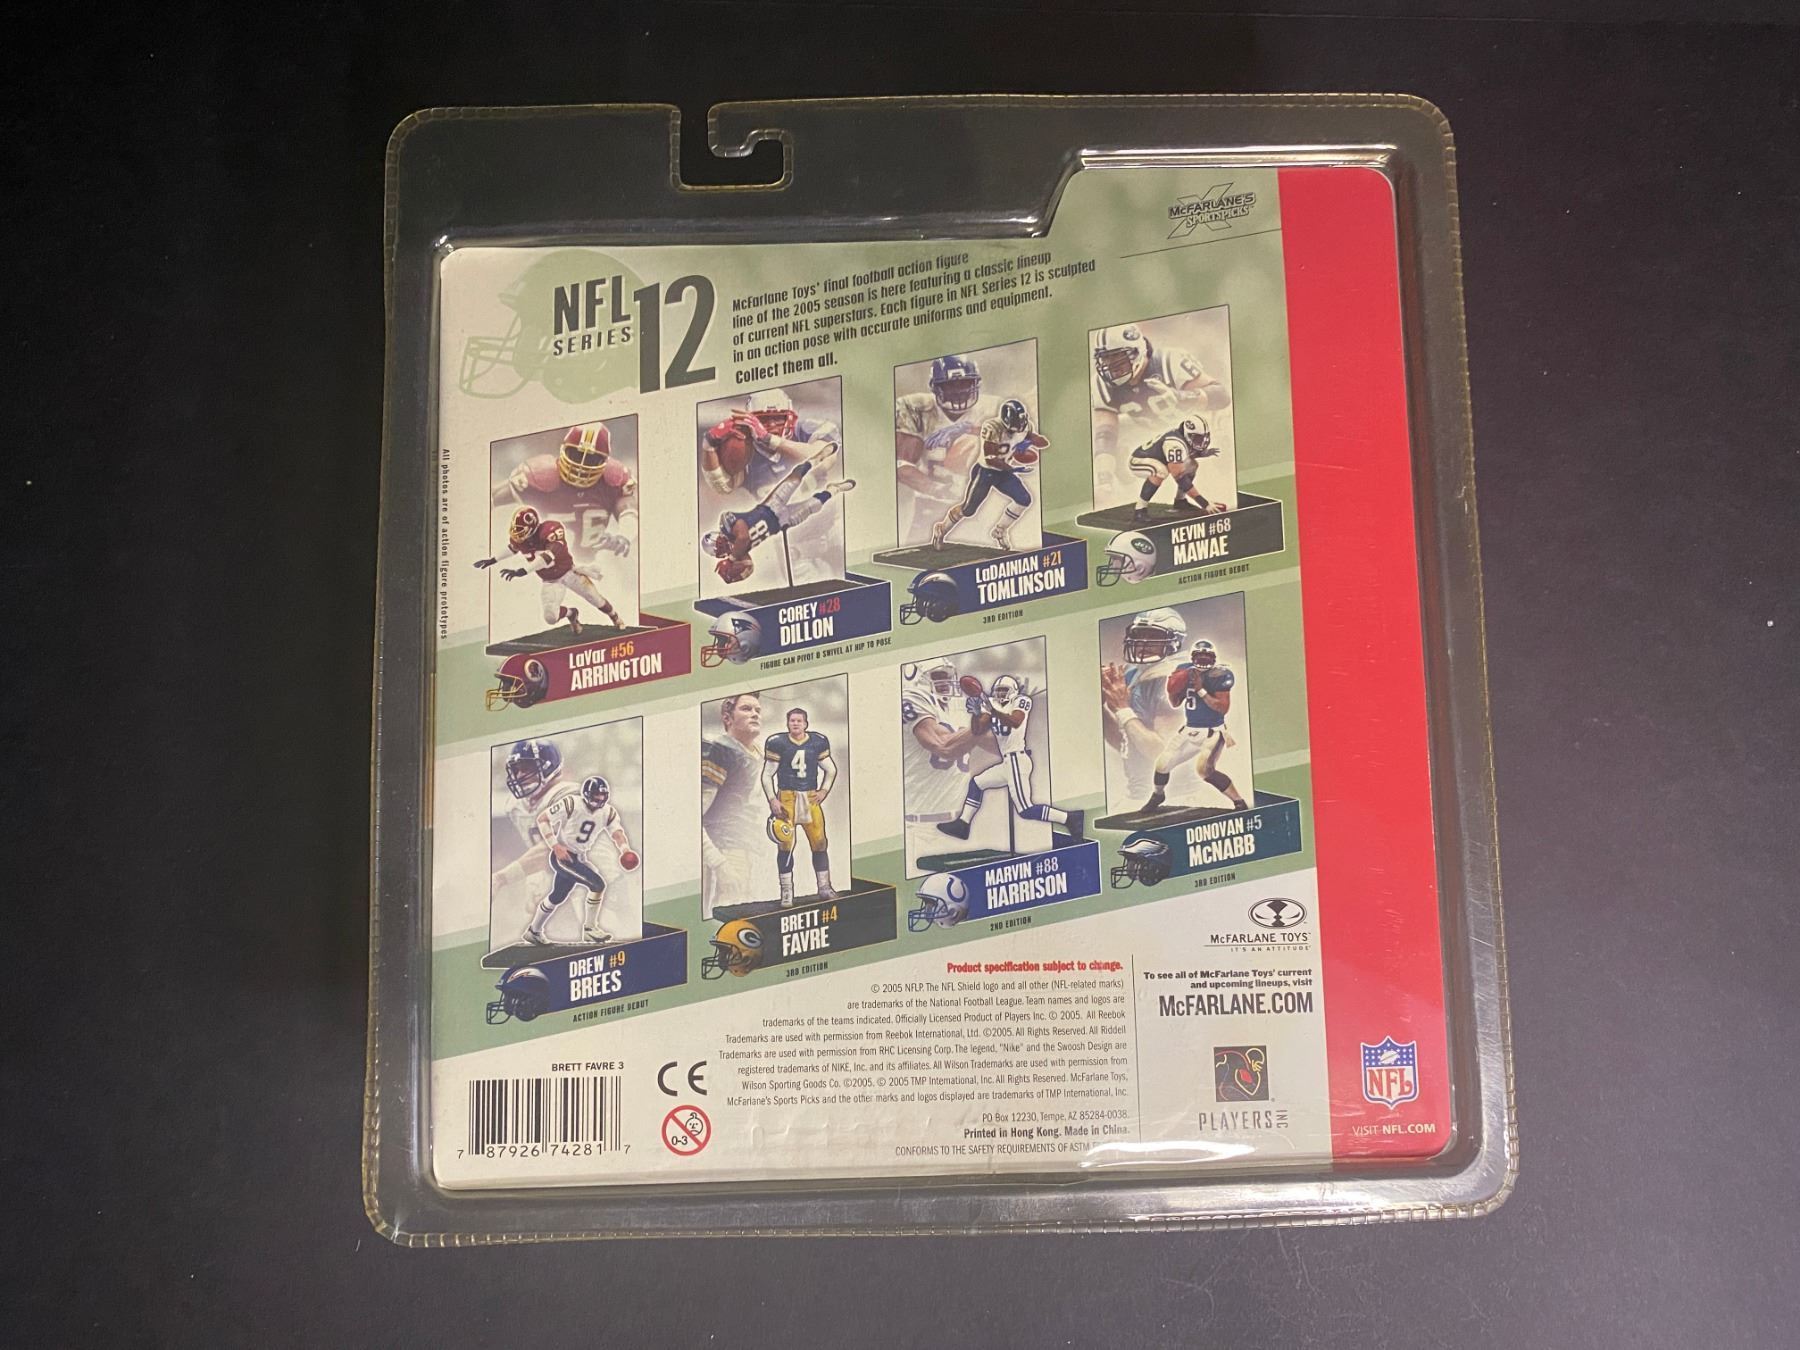 McFARLANE'S
SPORTSPICKS
NFL
SERIES
12
McFarlane Toys' final football action figure
line of the 2005 season is here featuring a classic lineup
of current NFL superstars. Each figure in NFL Series 12 is sculpted
in an action pose with accurate uniforms and equipment.
Collect them all.
All photos are of action figure prototypes
LaVar #56
ARRINGTON
COREY #28
DILLON
FIGURE CAN PIVOT & SWIVEL AT HIP TO POSE
LaDAINIAN #21
TOMLINSON
3RD EDITION
68
KEVIN #68
MAWAE
ACTION FIGURE DEBUT
9
DREW #9
BREES
ACTION FIGURE DEBUT
4
BRETT #4
FAVRE
3RD EDITION
88
MARVIN #88
HARRISON
2ND EDITION
5
DONOVAN #5
McNABB
3RD EDITION
McFARLANE TOYS
IT'S AN ATTITUDE
To see all of McFarlane Toys' current
and upcoming lineups, visit
McFARLANE.COM
Product specification subject to change.
© 2005 NFLP. The NFL Shield logo and all other (NFL-related marks)
are trademarks of the National Football League. Team names and logos are
trademarks of the teams indicated. Officially Licensed Product of Players Inc. © 2005. All Reebok
Trademarks are used with permission from Reebok International, Ltd. ©2005. All Rights Reserved. All Riddell
Trademarks are used with permission from RHC Licensing Corp. The legend, "Nike" and the Swoosh Design are
registered trademarks of NIKE, Inc. and its affiliates. All Wilson Trademarks are used with permission from
Wilson Sporting Goods Co. ©2005. © 2005 TMP International, Inc. All Rights Reserved. McFarlane Toys,
McFarlane's Sports Picks and the other marks and logos displayed are trademarks of TMP International, Inc.
PO Box 12230, Tempe, AZ 85284-0038.
Printed in Hong Kong. Made in China.
CONFORMS TO THE SAFETY REQUIREMENTS OF ASTM
BRETT FAVRE 3
7 87926 74281 7
CE
0-3
PLAYERS INC
NFL
VISIT NFL.COM